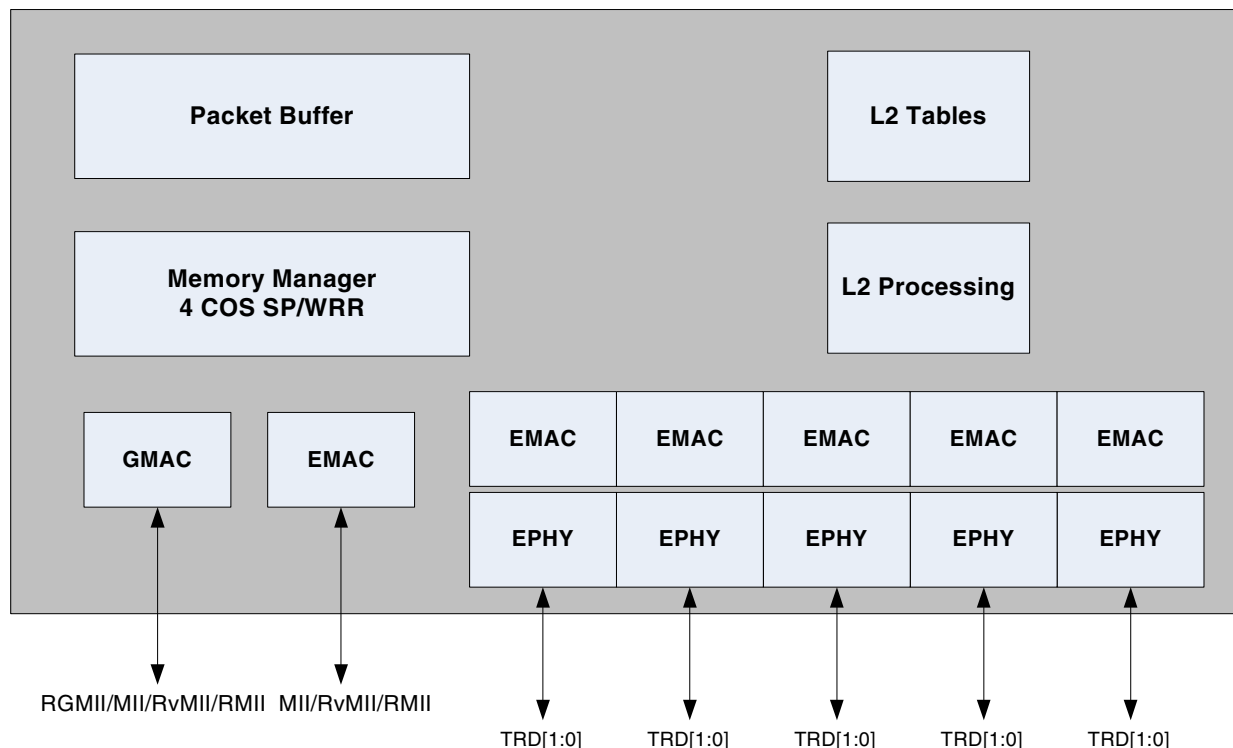 Packet Buffer
L2 Tables
Memory Manager
4 COS SP/WRR
L2 Processing
GMAC
EMAC
EMAC
EMAC
EMAC
EMAC
EMAC
EPHY
EPHY
EPHY
EPHY
EPHY
RGMII/MII/RvMII/RMII
MII/RvMII/RMII
TRD[1:0]
TRD[1:0]
TRD[1:0]
TRD[1:0]
TRD[1:0]